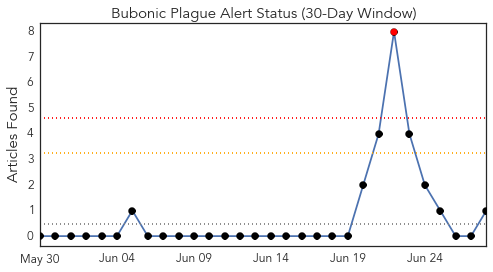 Bubonic Plague Alert Status (30-Day Window)
Articles Found
8
7
6
5
4
3
2
1
0
May 30
Jun 04
Jun 09
Jun 14
Jun 19
Jun 24